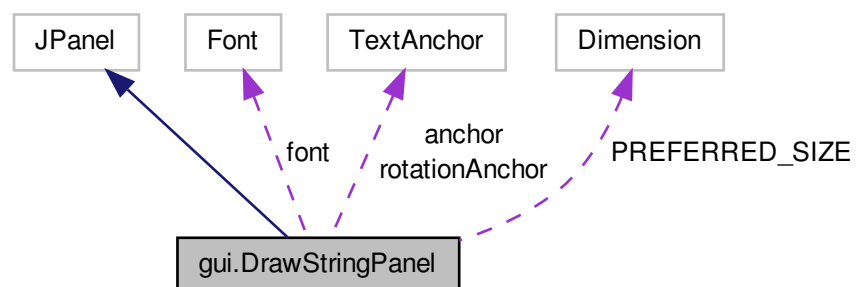 JPanel
Font
TextAnchor
Dimension
font
anchor
rotationAnchor
PREFERRED_SIZE
gui.DrawStringPanel